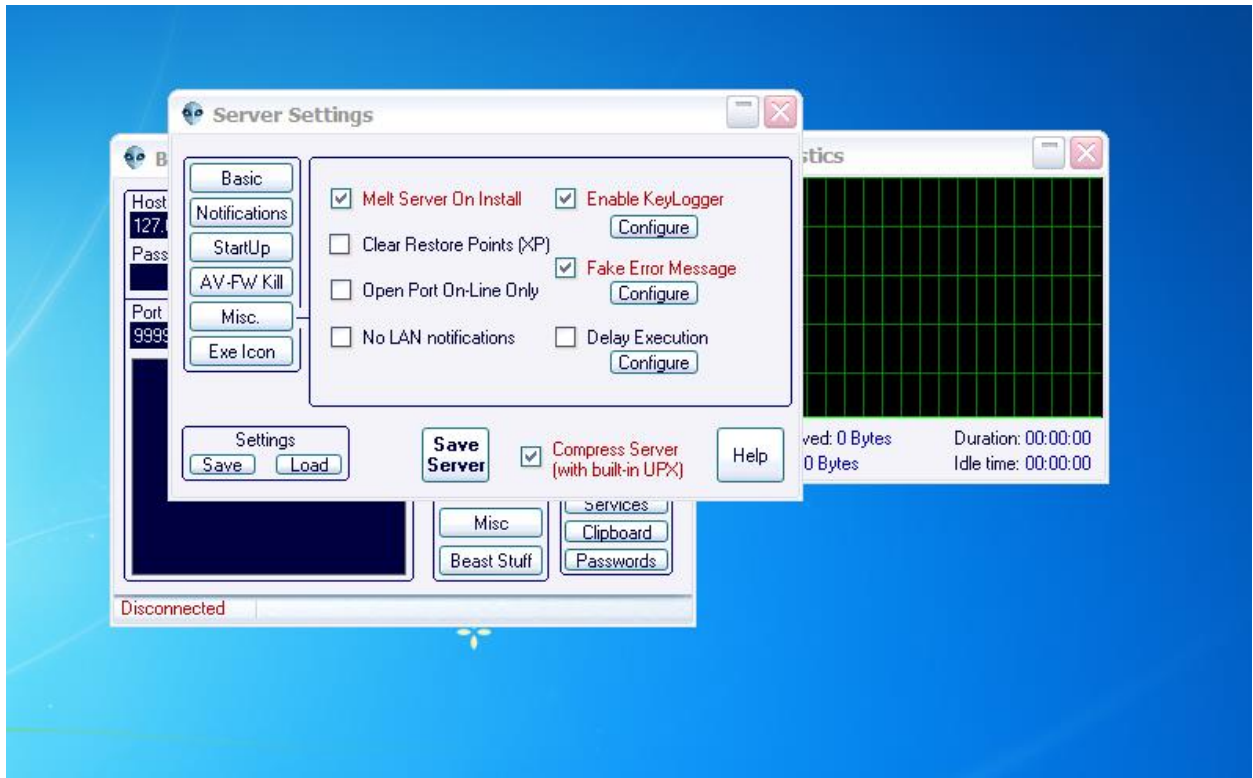 Server Settings
Basic
Notifications
StartUp
AV-FW Kill
Misc.
Exe Icon
Melt Server On Install
Clear Restore Points (XP)
Open Port On-Line Only
No LAN notifications
Enable KeyLogger
Configure
Fake Error Message
Configure
Delay Execution
Configure
Settings
Save Load
Save
Server
Compress Server
(with built-in UPX)
Help
B
Host
127.
Pass
Port
9999
Misc
Beast Stuff
Services
Clipboard
Passwords
Disconnected
stics
ved: 0 Bytes
0 Bytes
Duration: 00:00:00
Idle time: 00:00:00